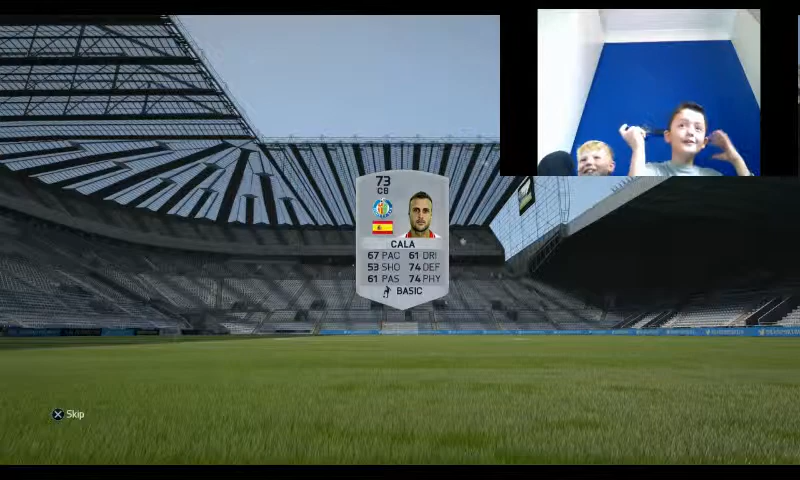 73
CB
CALA
67 PAC 61 DRI
53 SHO 74 DEF
61 PAS 74 PHY
BASIC
Skip